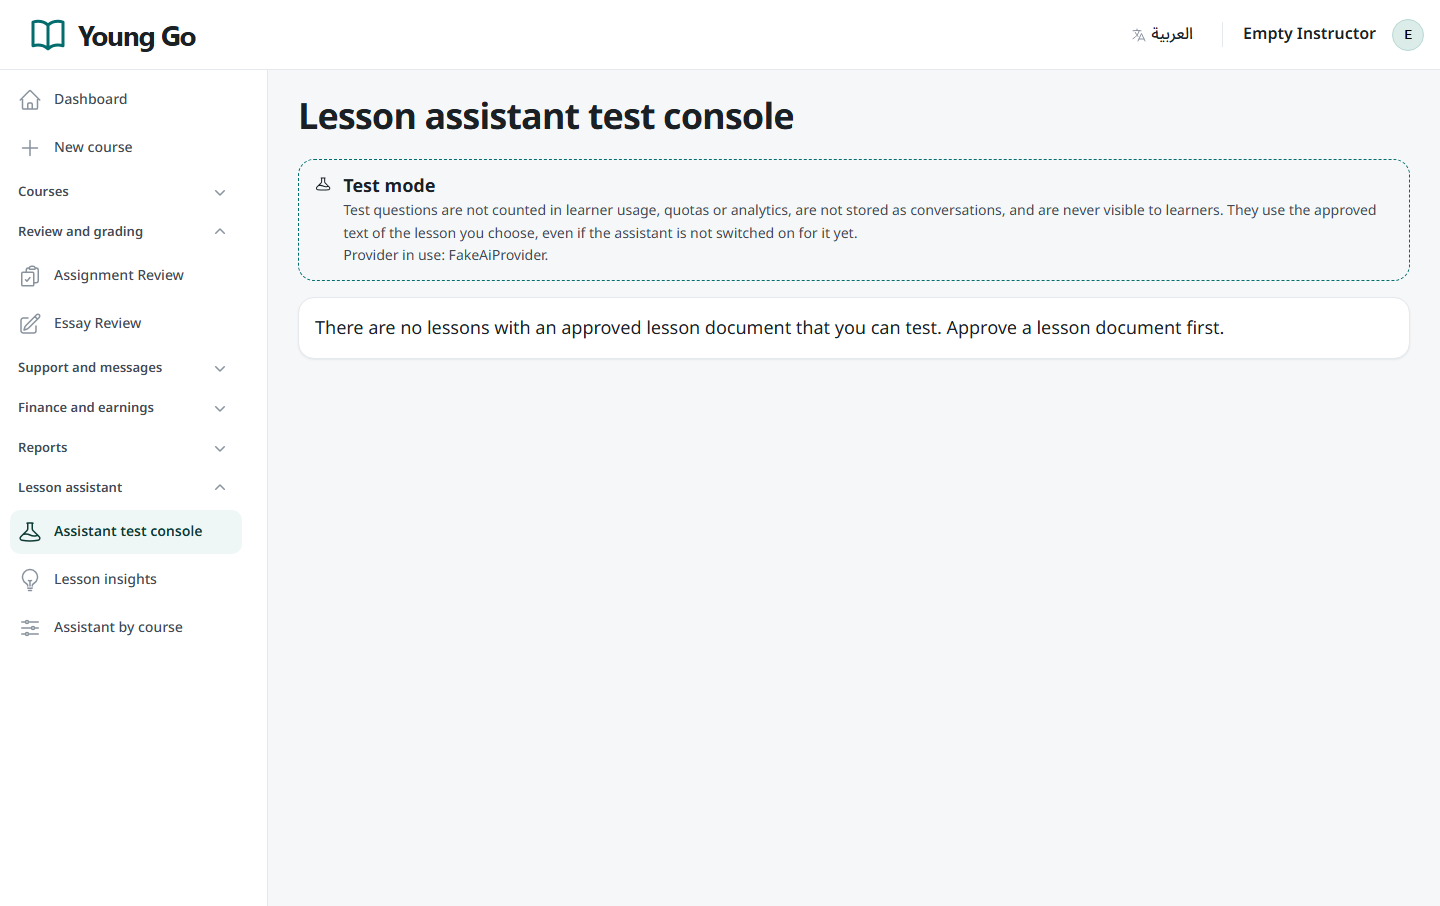 Young Go
العربية
Empty Instructor
E
Dashboard
New course
Courses
Review and grading
Assignment Review
Essay Review
Support and messages
Finance and earnings
Reports
Lesson assistant
Assistant test console
Lesson insights
Assistant by course
Lesson assistant test console
Test mode
Test questions are not counted in learner usage, quotas or analytics, are not stored as conversations, and are never visible to learners. They use the approved
text of the lesson you choose, even if the assistant is not switched on for it yet.
Provider in use: FakeAiProvider.
There are no lessons with an approved lesson document that you can test. Approve a lesson document first.